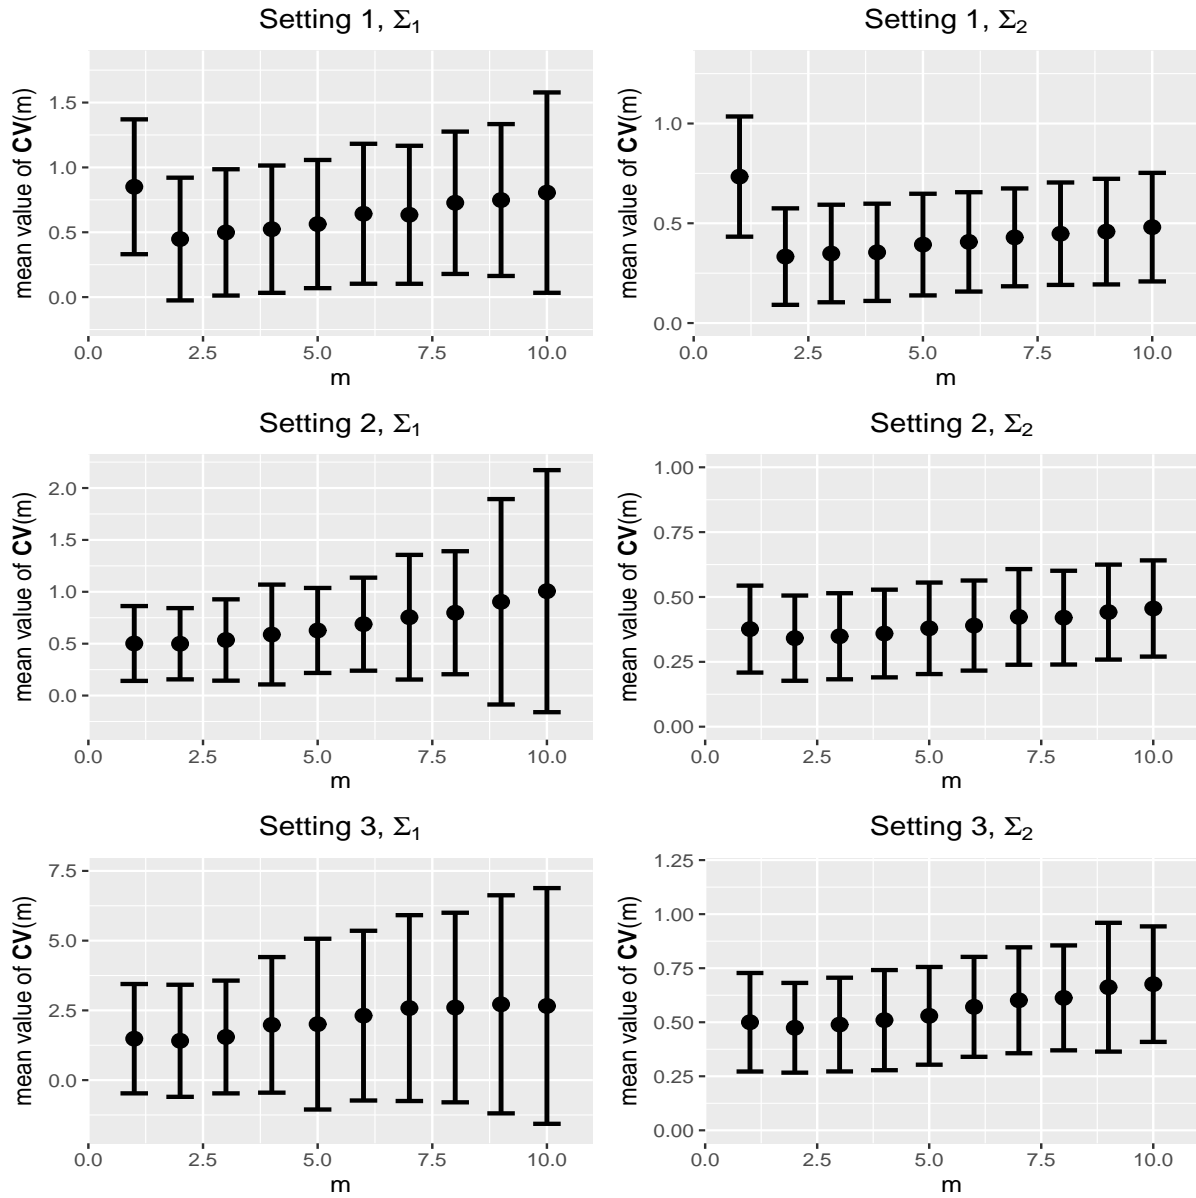 Setting 1, Σ1
mean value of CV(m)
1.5
1.0
0.5
0.0
0.0 2.5 5.0 7.5 10.0
m
Setting 1, Σ2
mean value of CV(m)
1.0
0.5
0.0
0.0 2.5 5.0 7.5 10.0
m
Setting 2, Σ1
mean value of CV(m)
2.0
1.5
1.0
0.5
0.0
0.0 2.5 5.0 7.5 10.0
m
Setting 2, Σ2
mean value of CV(m)
1.00
0.75
0.50
0.25
0.00
0.0 2.5 5.0 7.5 10.0
m
Setting 3, Σ1
mean value of CV(m)
7.5
5.0
2.5
0.0
0.0 2.5 5.0 7.5 10.0
m
Setting 3, Σ2
mean value of CV(m)
1.25
1.00
0.75
0.50
0.25
0.00
0.0 2.5 5.0 7.5 10.0
m